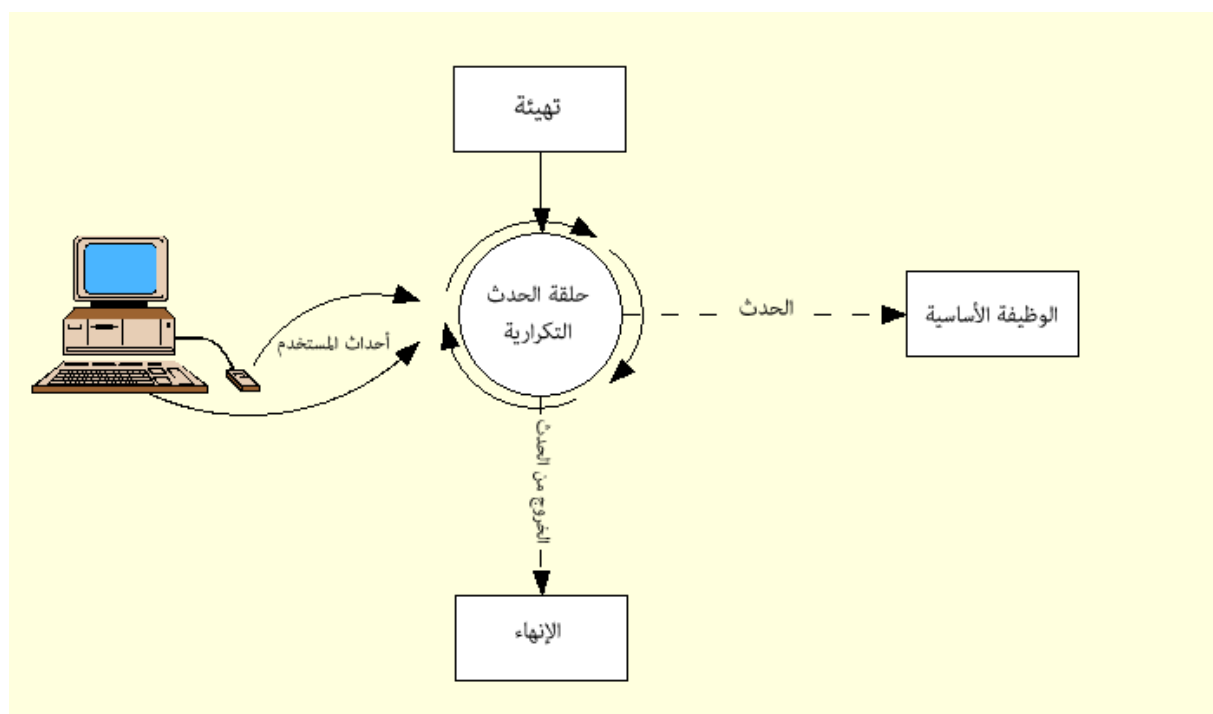 تهيئة
حلقة الحدث
التكرارية
الحدث
الوظيفة الأساسية
أحداث المستخدم
الخروج من الحدث
الإنهاء